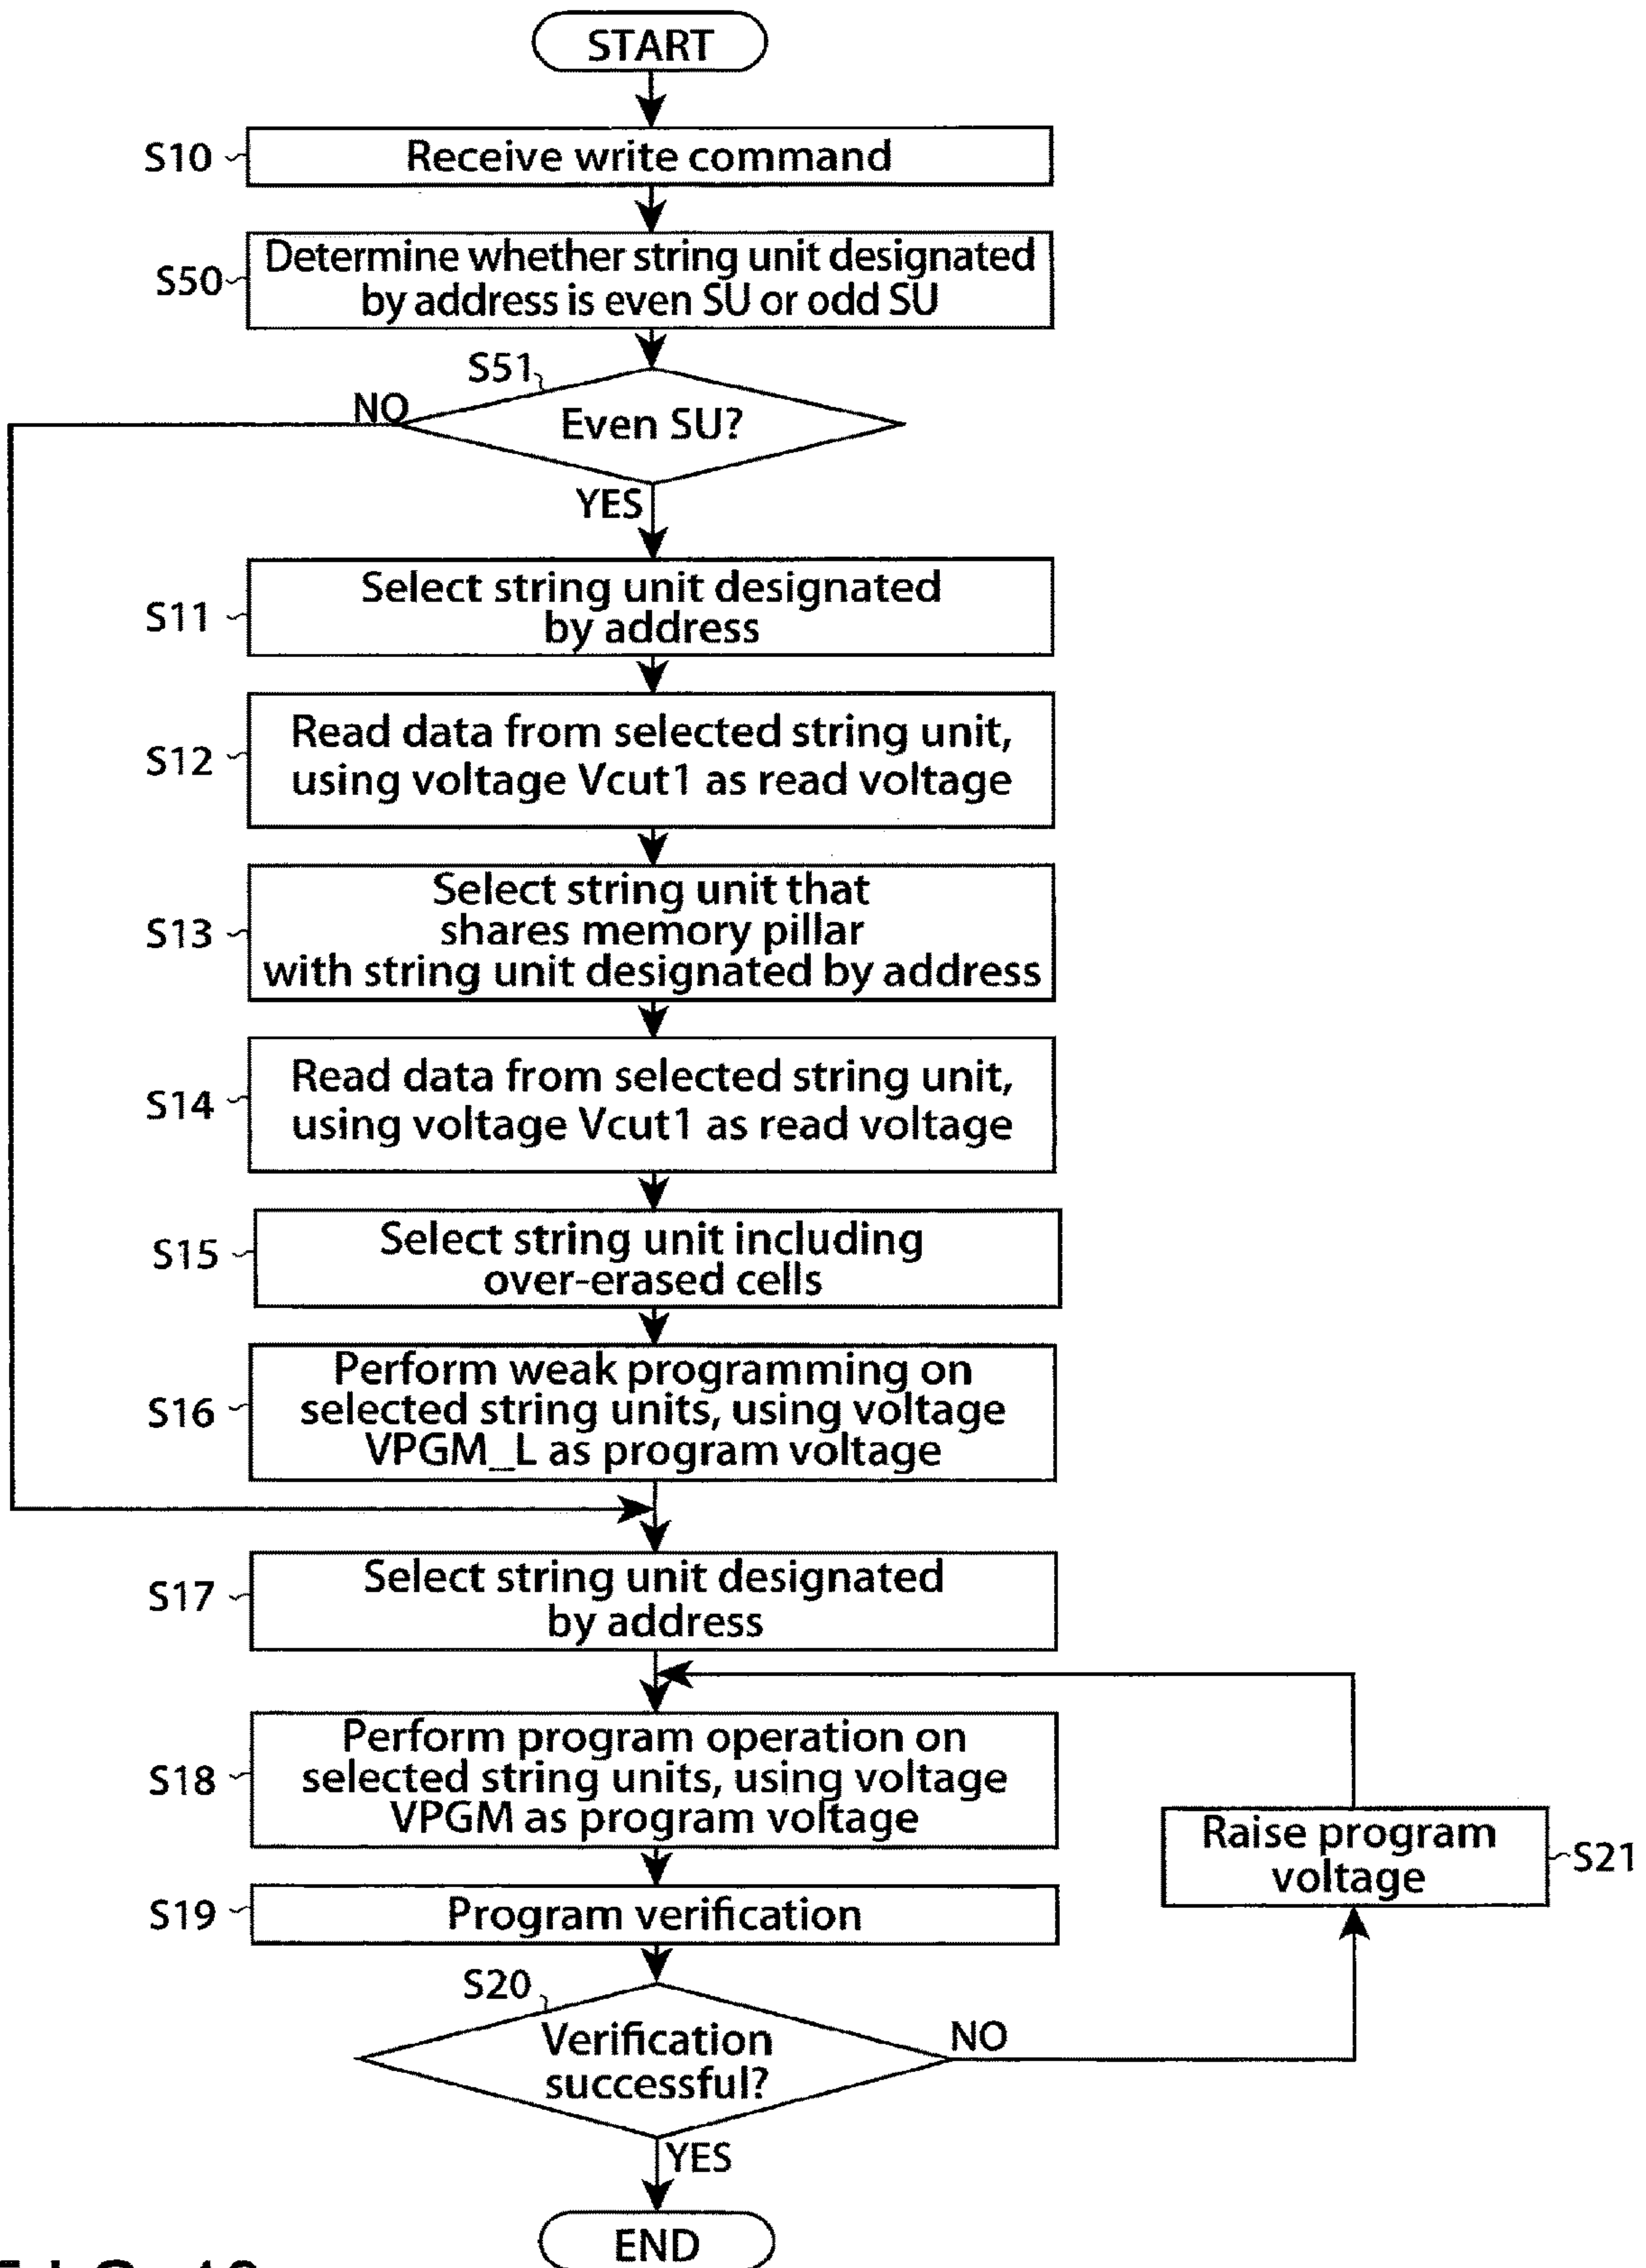 START
S10
Receive write command
S50
Determine whether string unit designated
by address is even SU or odd SU
S51
NO
Even SU?
YES
S11
Select string unit designated
by address
S12
Read data from selected string unit,
using voltage Vcut1 as read voltage
S13
Select string unit that
shares memory pillar
with string unit designated by address
S14
Read data from selected string unit,
using voltage Vcut1 as read voltage
S15
Select string unit including
over-erased cells
S16
Perform weak programming on
selected string units, using voltage
VPGM_L as program voltage
S17
Select string unit designated
by address
S18
Perform program operation on
selected string units, using voltage
VPGM as program voltage
Raise program
voltage
S21
S19
Program verification
S20
Verification
successful?
NO
YES
END